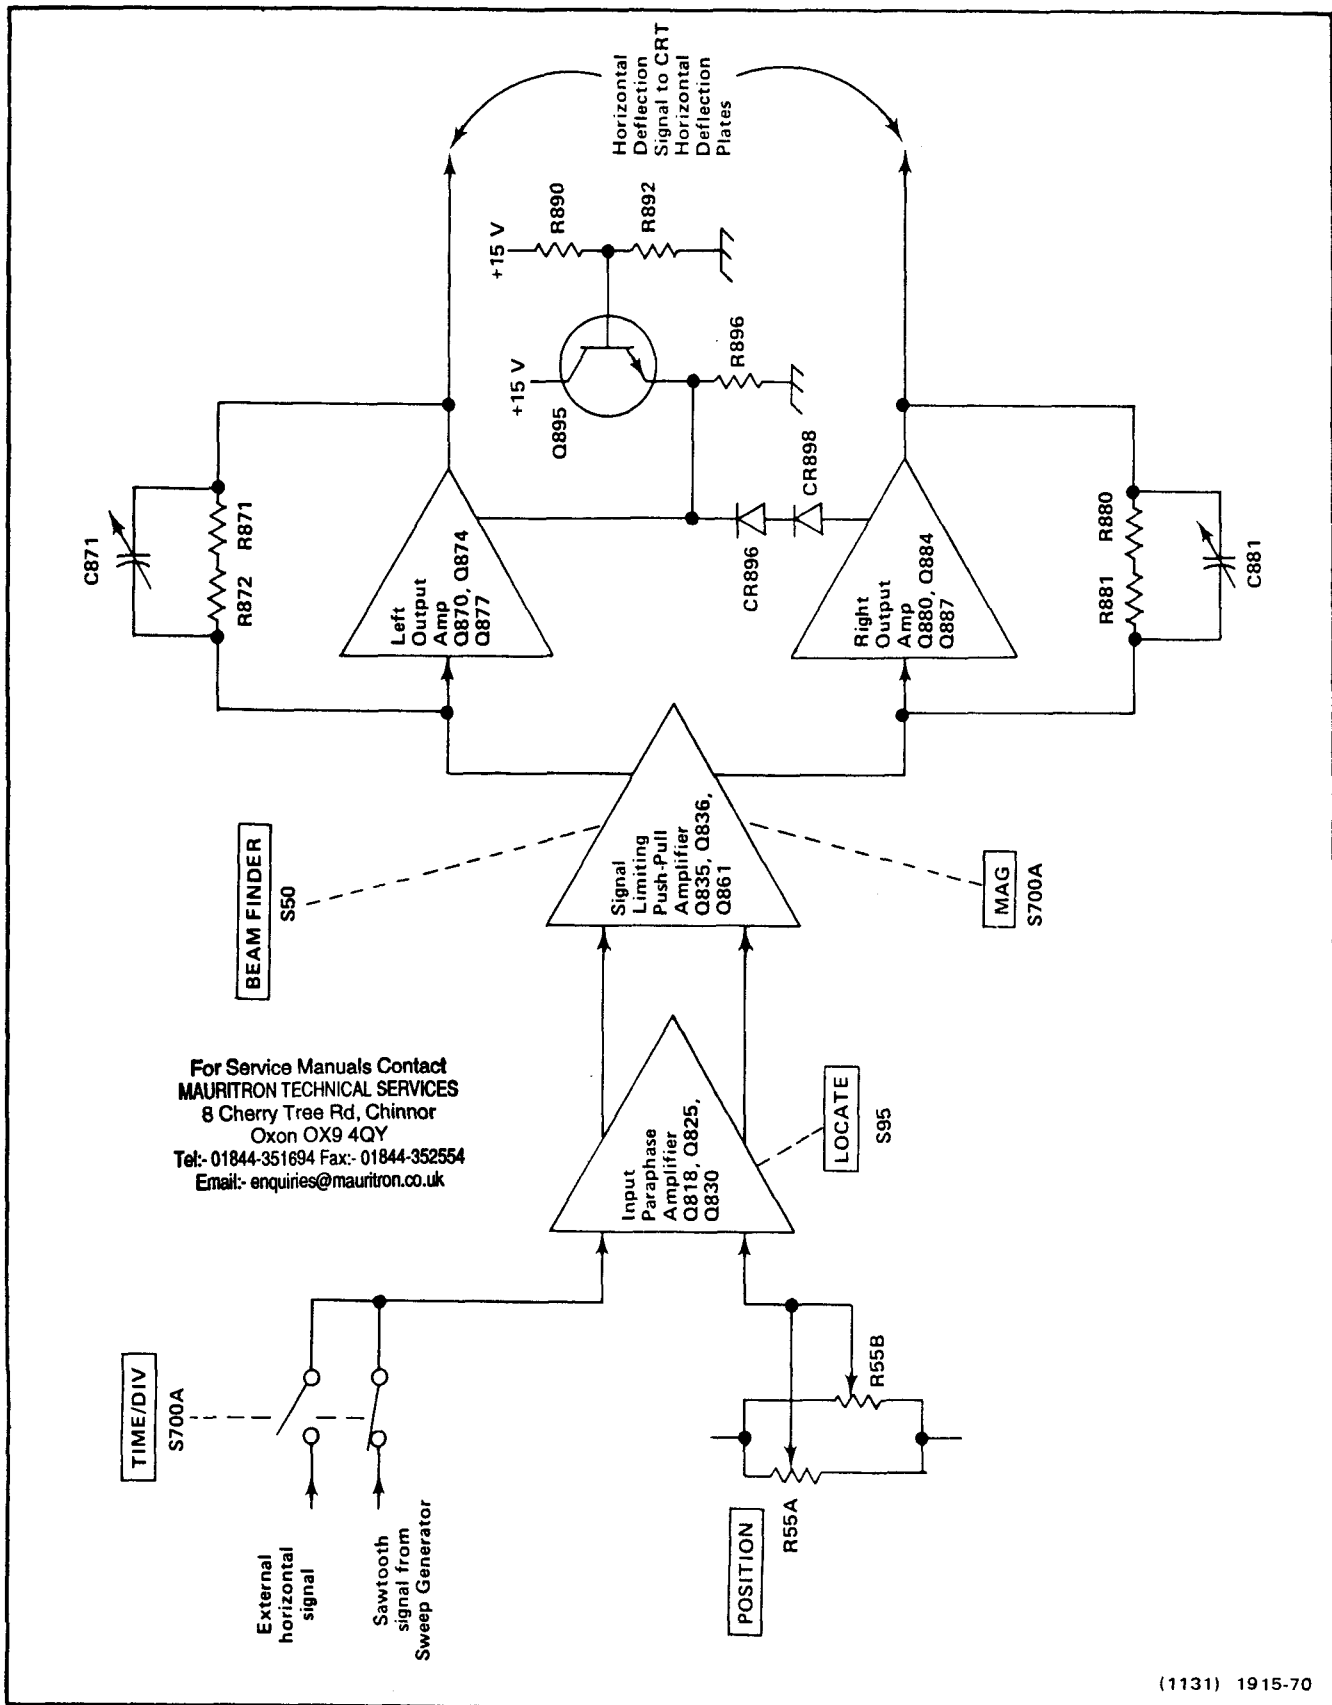 Horizontal
Deflection
Signal to CRT
Horizontal
Deflection
Plates
+15 V
R890
R892
+15 V
Q895
R896
CR896
CR898
C871
R872
R871
Left
Output
Amp
Q870, Q874
Q877
Right
Output
Amp
Q880, Q884
Q887
R881
R880
C881
BEAM FINDER
S50
Signal
Limiting
Push-Pull
Amplifier
Q835, Q836,
Q861
MAG
S700A
For Service Manuals Contact
MAURITRON TECHNICAL SERVICES
8 Cherry Tree Rd, Chinnor
Oxon OX9 4QY
Tel:- 01844-351694 Fax:- 01844-352554
Email:- enquiries@mauritron.co.uk
Input
Paraphase
Amplifier
Q818, Q825,
Q830
LOCATE
S95
TIME/DIV
S700A
External
horizontal
signal
Sawtooth
signal from
Sweep Generator
POSITION
R55A
R55B
(1131) 1915-70